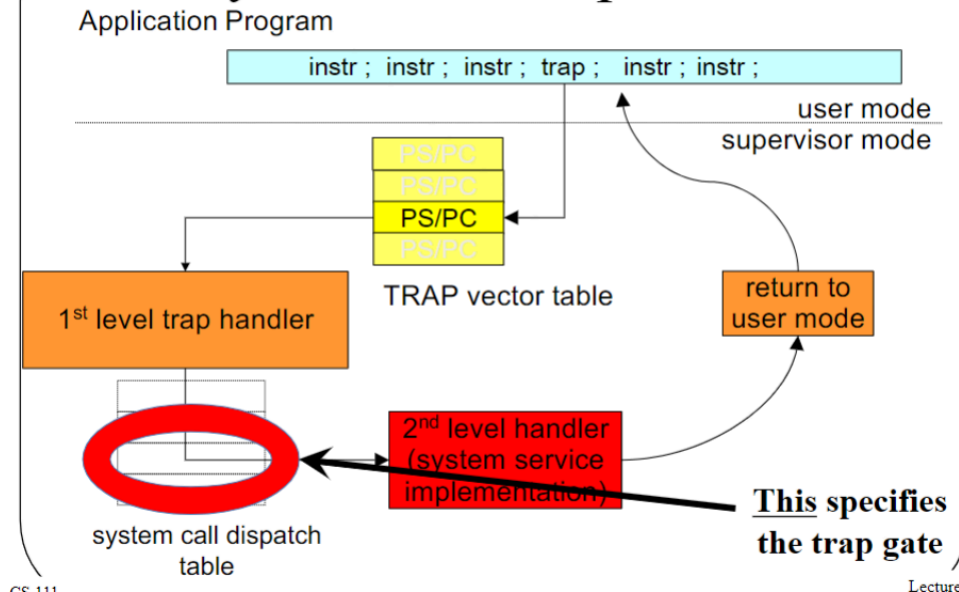 Application Program
instr ; instr ; instr ; trap ; instr ; instr ;
user mode
supervisor mode
PS/PC
PS/PC
PS/PC
PS/PC
TRAP vector table
1st level trap handler
return to
user mode
2nd level handler
(system service
implementation)
This specifies
the trap gate
system call dispatch
table
CS 111
Lecture